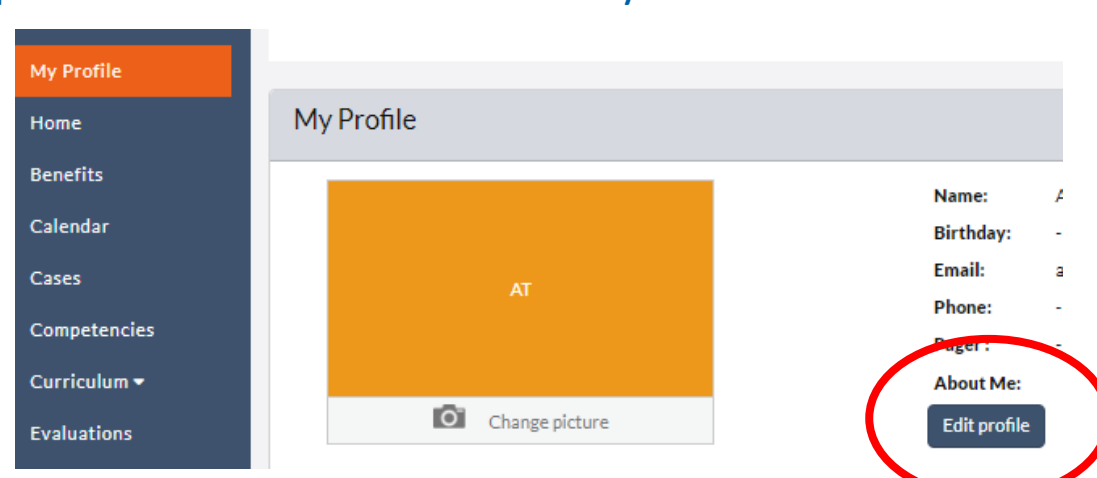 My Profile
Home
Benefits
Calendar
Cases
Competencies
Curriculum
Evaluations
My Profile
AT
Change picture
Name: A
Birthday: -
Email: a
Phone: -
Pager : -
About Me:
Edit profile